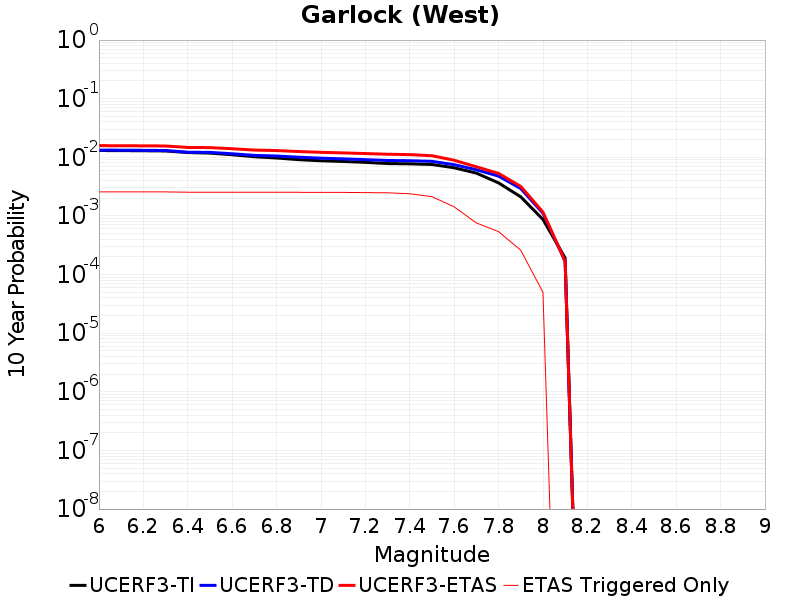 Garlock (West)
10^0
10^-1
10^-2
10^-3
10^-4
10^-5
10^-6
10^-7
10^-8
10 Year Probability
6 6.2 6.4 6.6 6.8 7 7.2 7.4 7.6 7.8 8 8.2 8.4 8.6 8.8 9
Magnitude
UCERF3-TI UCERF3-TD UCERF3-ETAS ETAS Triggered Only